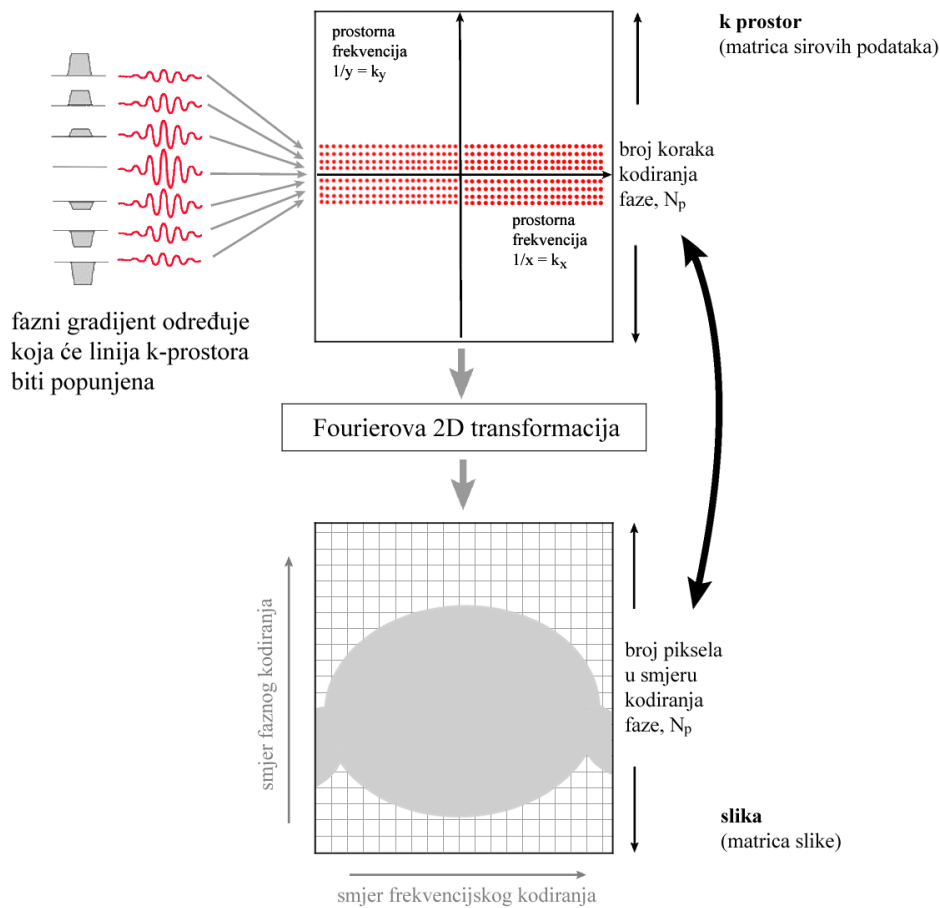 prostorna
frekvencija
1/y = ky
k prostor
(matrica sirovih podataka)
broj koraka
kodiranja
faze, Np
prostorna
frekvencija
1/x = kx
fazni gradijent određuje
koja će linija k-prostora
biti popunjena
Fourierova 2D transformacija
smjer faznog kodiranja
broj piksela
u smjeru
kodiranja
faze, Np
slika
(matrica slike)
smjer frekvencijskog kodiranja